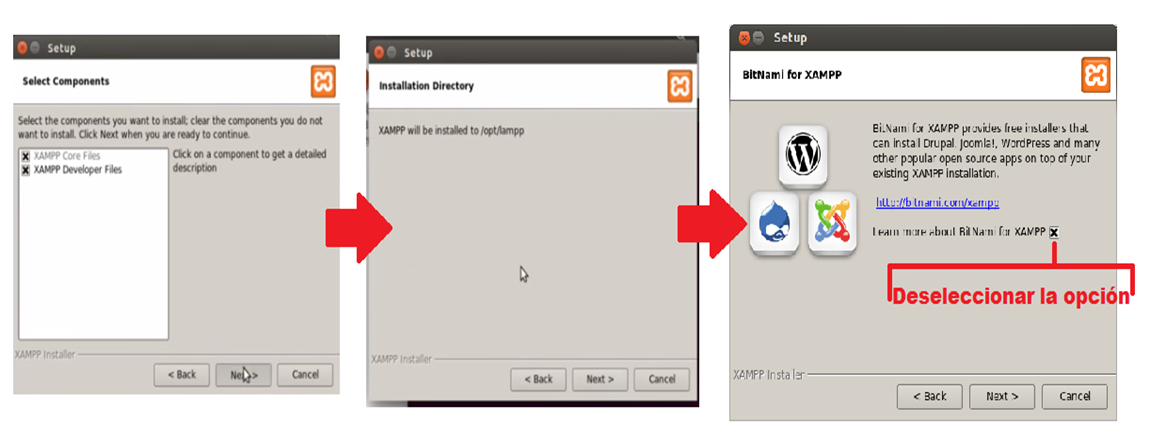 Setup
Select Components
Select the components you want to install; clear the components you do not
want to install. Click Next when you are ready to continue.
XAMPP Core Files
XAMPP Developer Files
Click on a component to get a detailed
description
XAMPP Installer
< Back
Next >
Cancel
Setup
Installation Directory
XAMPP will be installed to /opt/lampp
XAMPP Installer
< Back
Next >
Cancel
Setup
BitNami for XAMPP
BitNami for XAMPP provides free installers that
can install Drupal, Joomla!, WordPress and many
other popular open source apps on top of your
existing XAMPP installation.
http://bitnami.com/xampp
Learn more about BitNami for XAMPP
Deseleccionar la opción
XAMPP Installer
< Back
Next >
Cancel